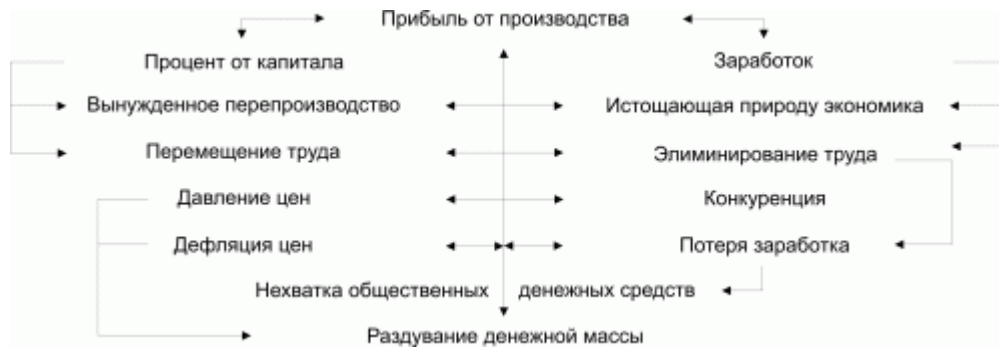 Прибыль от производства
Процент от капитала Заработок
Вынужденное перепроизводство Истощающая природу экономика
Перемещение труда Элиминирование труда
Давление цен Конкуренция
Дефляция цен Потеря заработка
Нехватка общественных денежных средств
Раздувание денежной массы